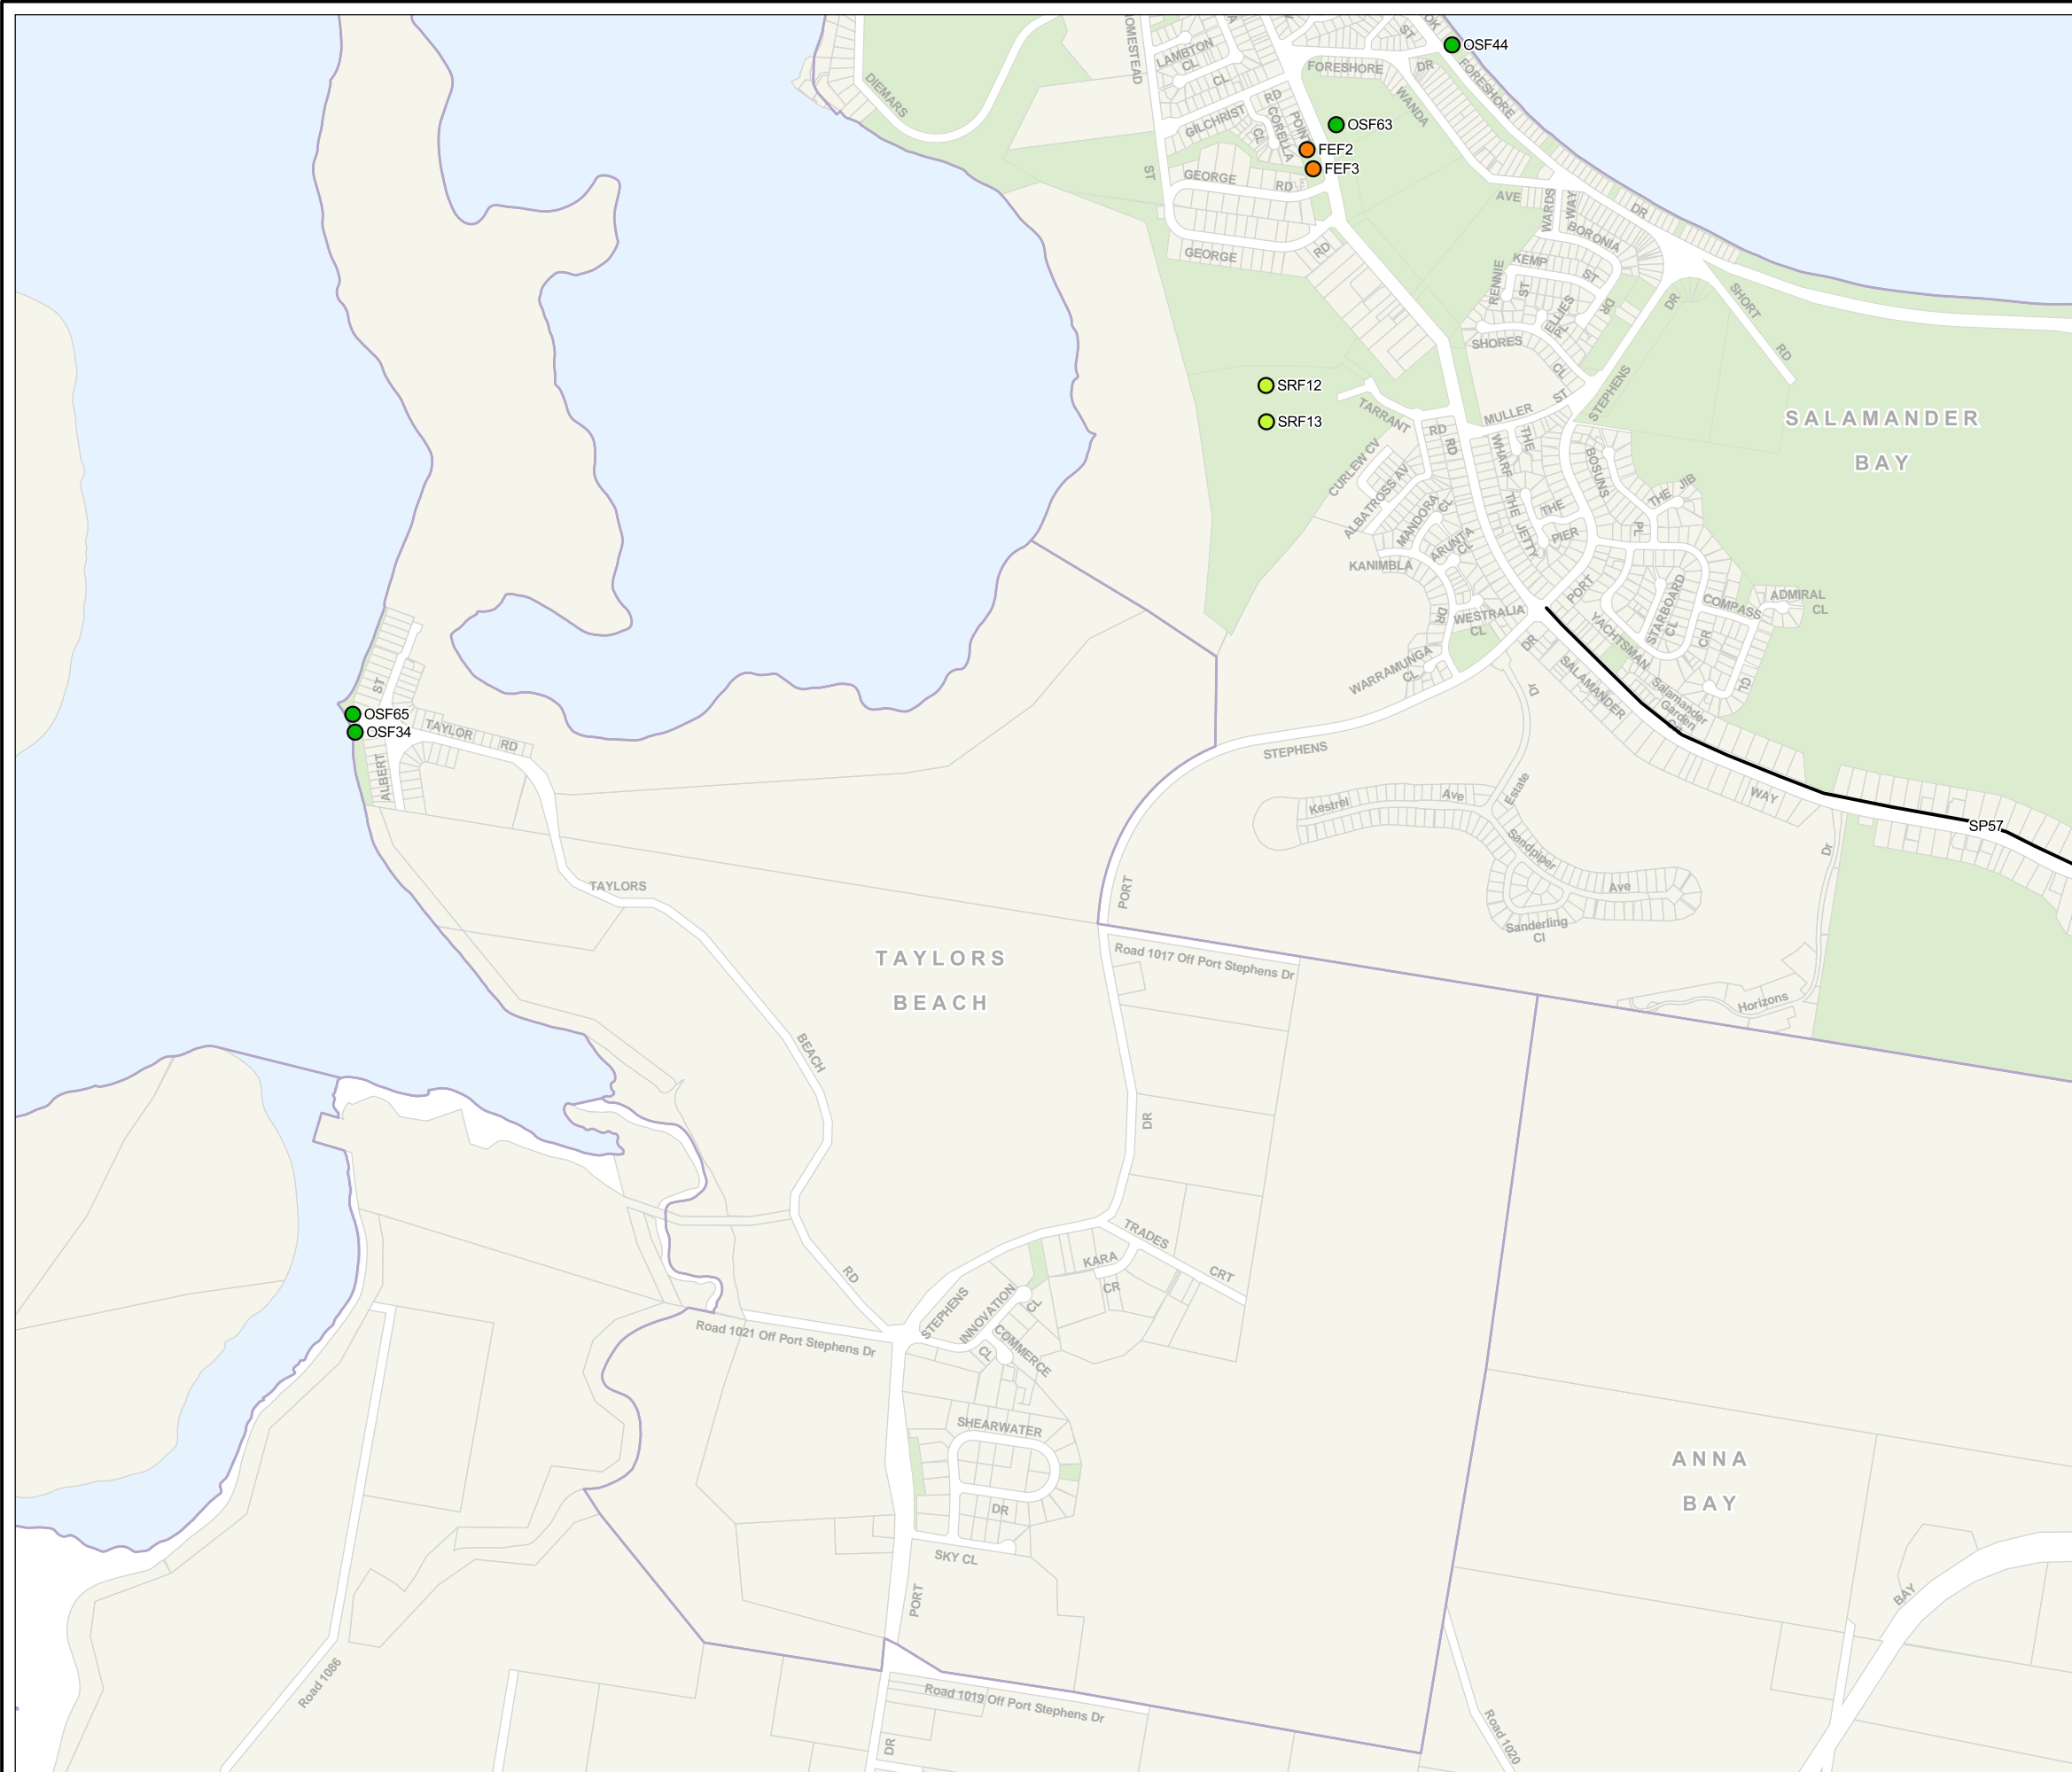 OSF44
HOMESTEAD
LAMBTON
CL
CL
ST
FORESHORE
DR
FORESHORE
DIEMARS
WANDA
GILCHRIST
RD
CORELLA
CL
POINT
OSF63
FEF2
FEF3
ST
GEORGE
RD
AVE
WARDS
WAY
DR
BORONIA
GEORGE
RD
KEMP
ST
RENNIE
ST
ELLIES
PL
DR
DR
SHORT
RD
SHORES
CL
SRF12
STEPHENS
SRF13
TARRANT
RD
RD
MULLER
ST
SALAMANDER
BAY
CURLEW CV
ALBATROSS AV
WHARF
THE
BOSUNS
PL
THE JIB
MANDORA
CL
THE
JETTY
THE
PIER
ARUNTA
CL
KANIMBLA
DR
WESTRALIA
CL
PORT
STARBOARD
CL
COMPASS
ADMIRAL
CL
CR
CL
YACHTSMAN
WARRAMUNGA
CL
DR
Dr
SALAMANDER
Salamander
Garden
ST
OSF65
OSF34
TAYLOR
RD
ALBERT
STEPHENS
WAY
SP57
Kestrel
Ave
Estate
Sandpiper
Ave
Sanderling
Cl
Dr
TAYLORS
PORT
TAYLORS
BEACH
Road 1017 Off Port Stephens Dr
Horizons
BEACH
DR
TRADES
CRT
KARA
CR
RD
STEPHENS
INNOVATION
CL
COMMERCE
CL
Road 1021 Off Port Stephens Dr
SHEARWATER
DR
ANNA
BAY
SKY CL
PORT
BAY
Road 1086
Road 1019 Off Port Stephens Dr
DR
Road 1020